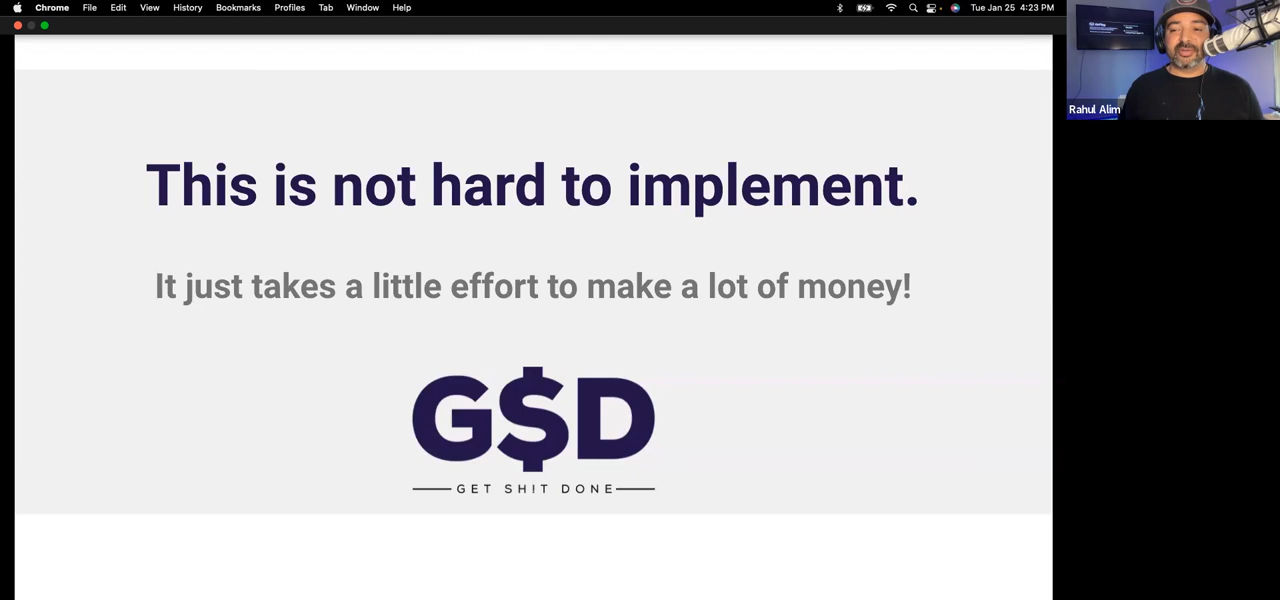 Chrome File Edit View History Bookmarks Profiles Tab Window Help Tue Jan 25 4:23 PM
Rahul Alim
This is not hard to implement.
It just takes a little effort to make a lot of money!
G$D
GET SH!T DONE